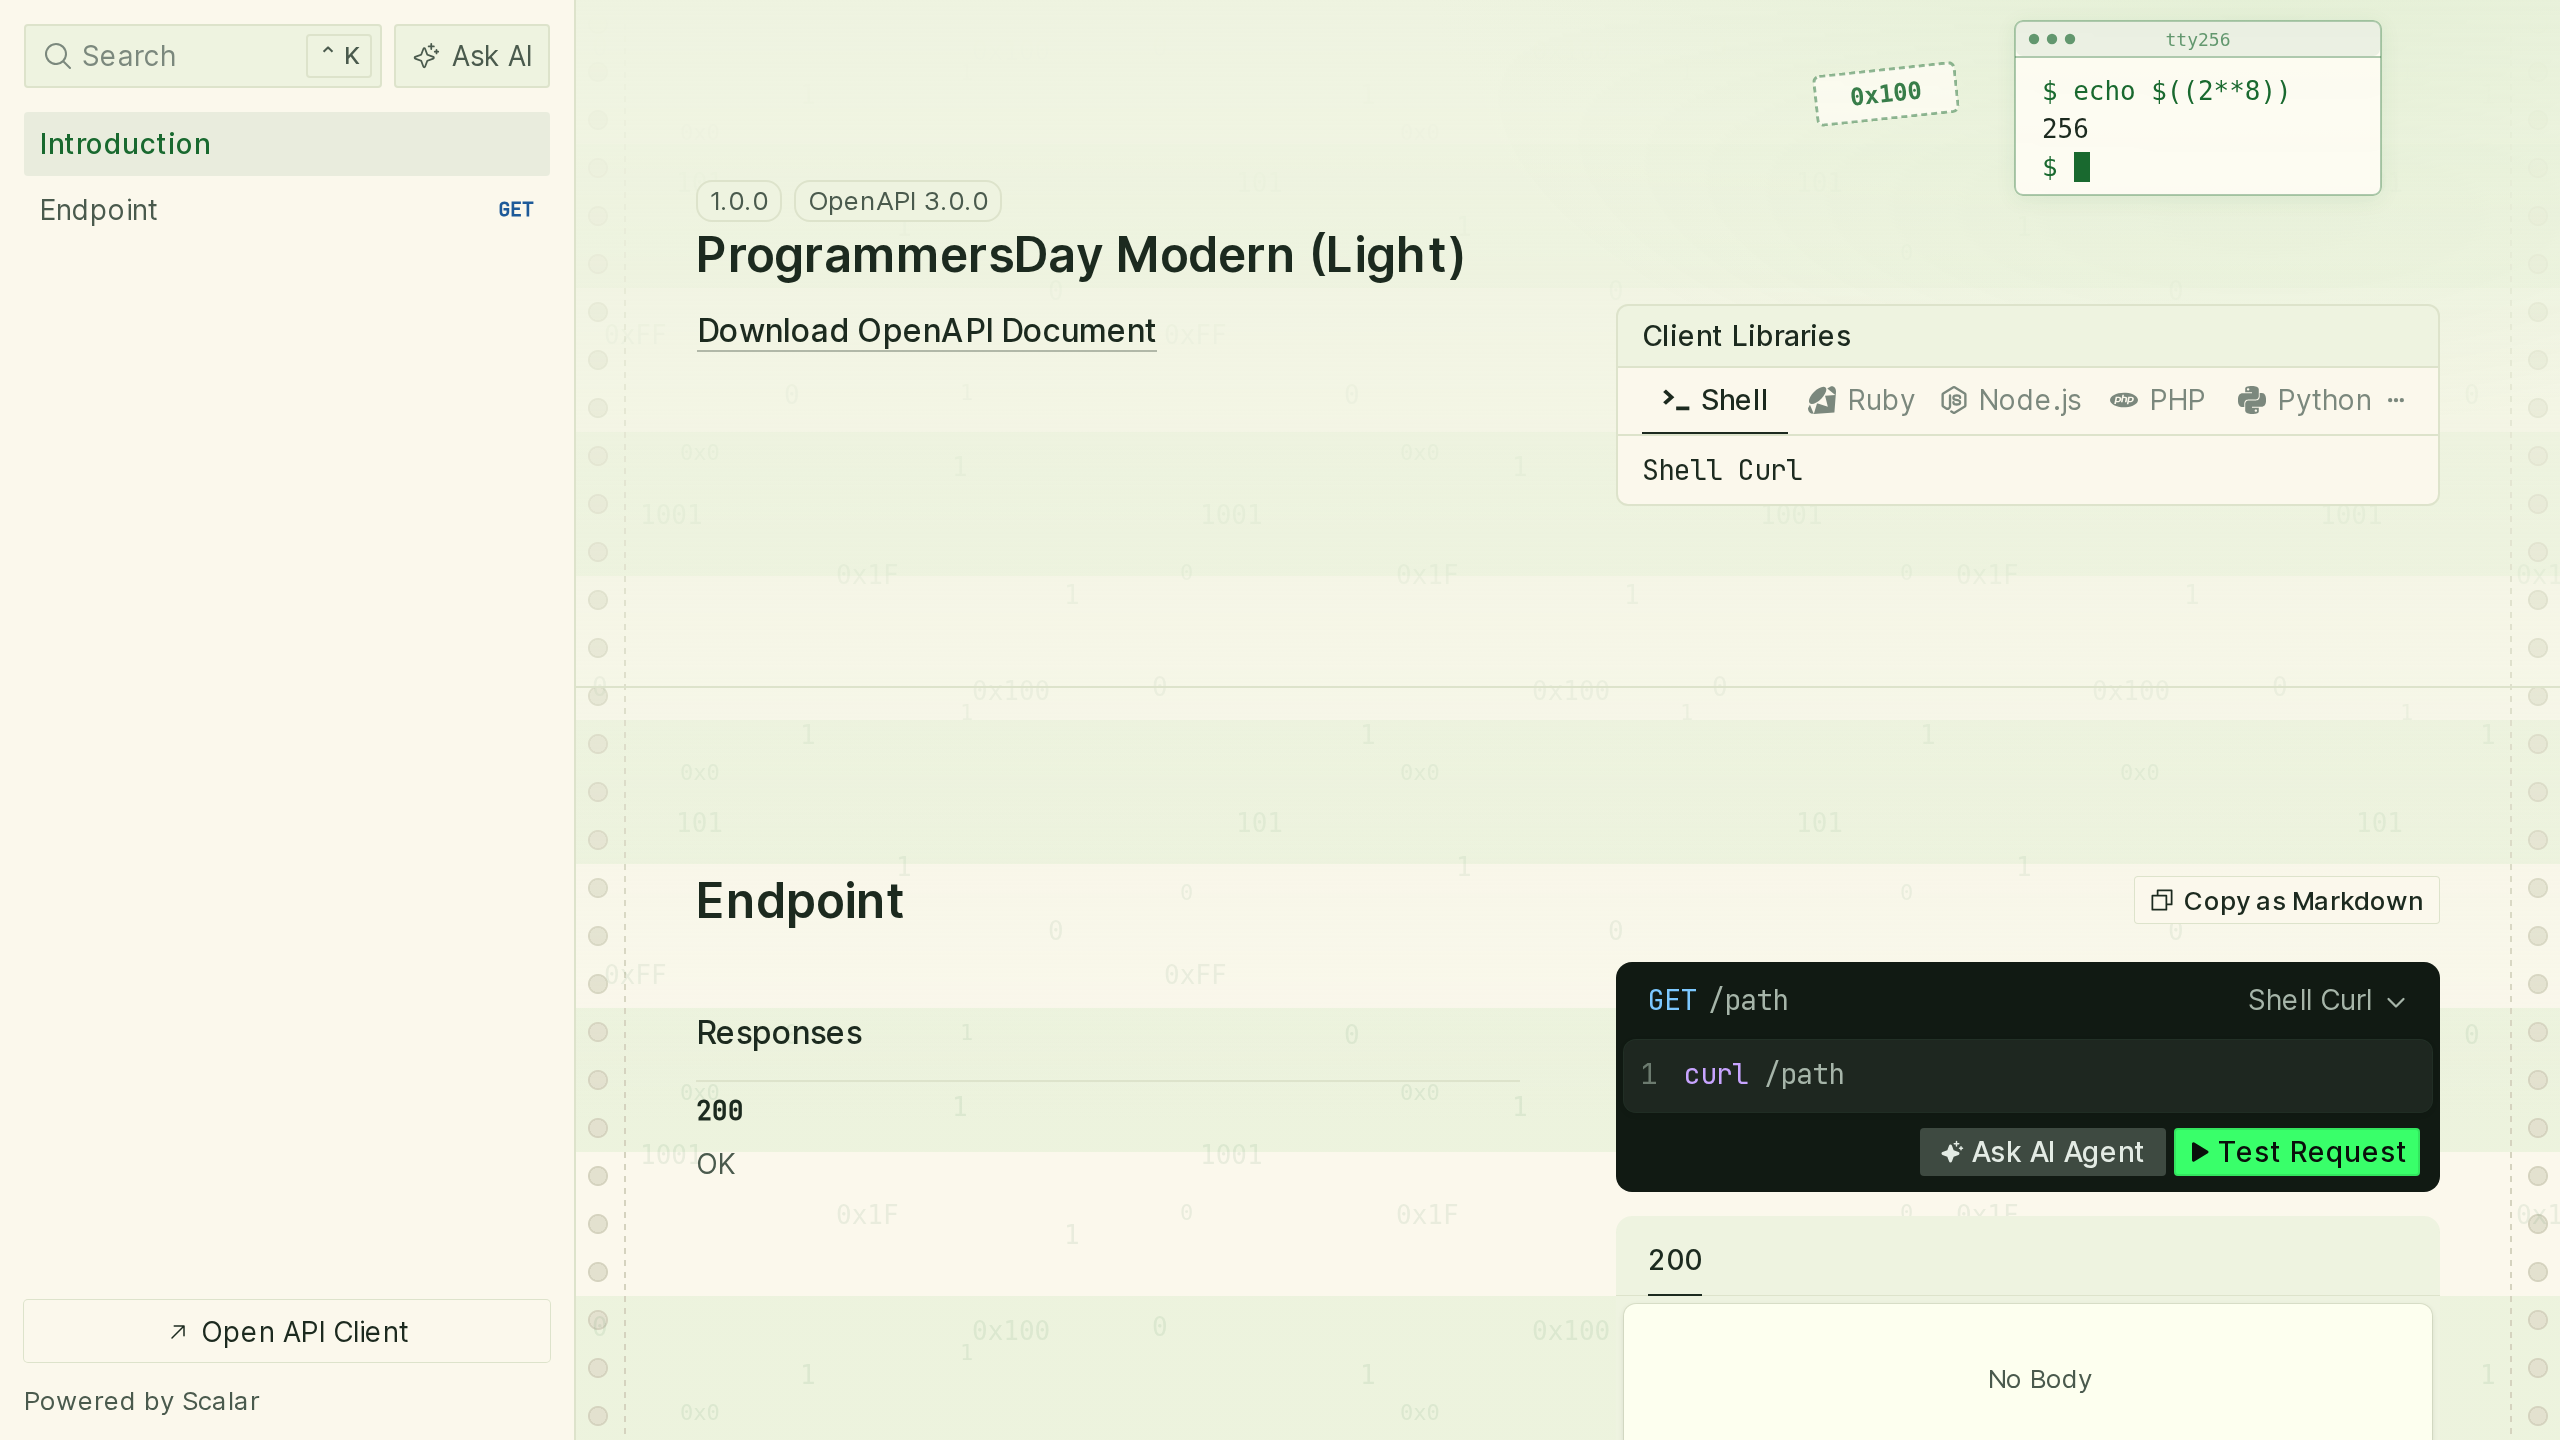 Search
⌃ K
Ask AI
Introduction
Endpoint
GET
Open API Client
Powered by Scalar
0x100
tty256
$ echo $((2**8))
256
$
1.0.0
OpenAPI 3.0.0
ProgrammersDay Modern (Light)
Download OpenAPI Document
Client Libraries
Shell
Ruby
Node.js
PHP
Python
Shell Curl
Endpoint
Copy as Markdown
Responses
200
OK
GET /path
Shell Curl
1 curl /path
Ask AI Agent
Test Request
200
No Body